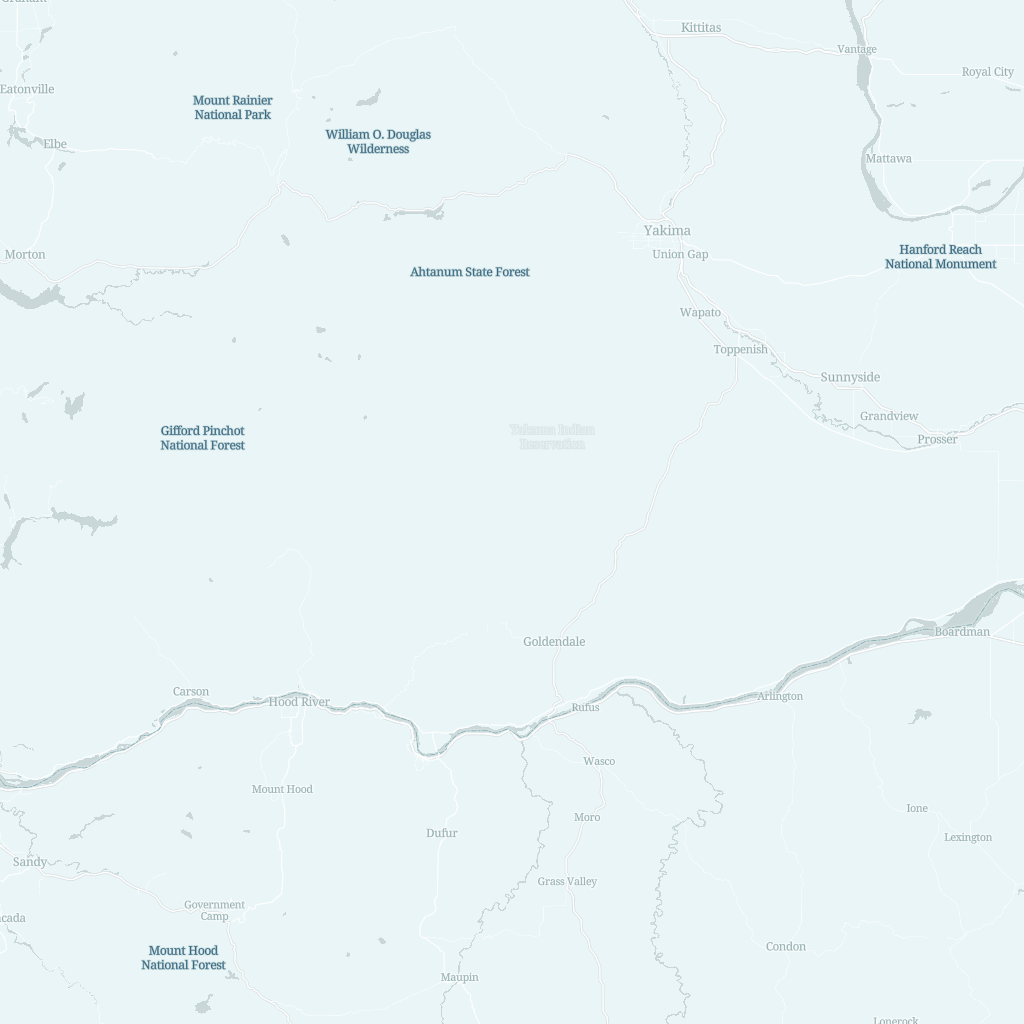 Graham
Kittitas
Vantage
Royal City
Eatonville
Mount Rainier
National Park
William O. Douglas
Wilderness
Elbe
Mattawa
Yakima
Morton
Union Gap
Hanford Reach
National Monument
Ahtanum State Forest
Wapato
Toppenish
Sunnyside
Grandview
Prosser
Gifford Pinchot
National Forest
Yakama Indian
Reservation
Goldendale
Boardman
Carson
Hood River
Rufus
Arlington
Wasco
Mount Hood
Moro
Ione
Dufur
Lexington
Sandy
Grass Valley
Government
Camp
cada
Condon
Mount Hood
National Forest
Maupin
Lonerock